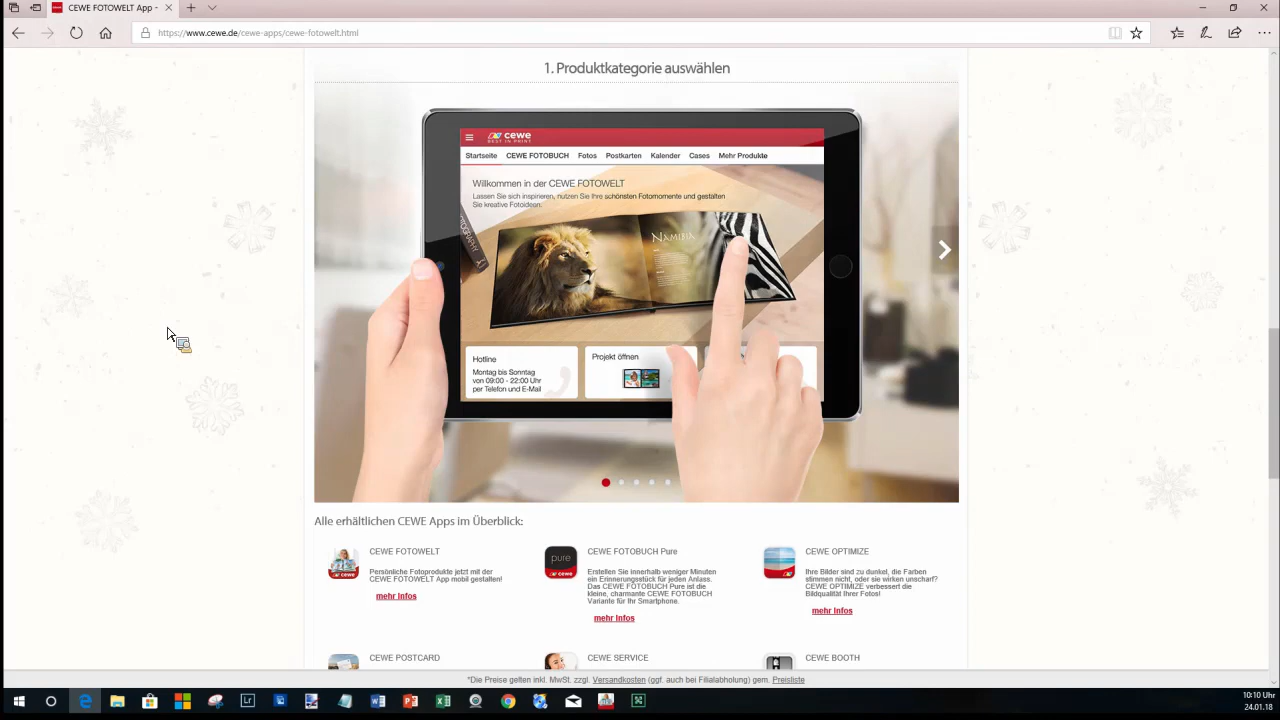 CEWE FOTOWELT App -
https://www.cewe.de/cewe-apps/cewe-fotowelt.html
1. Produktkategorie auswählen
cewe
BEST IN PRINT
Startseite CEWE FOTOBUCH Fotos Postkarten Kalender Cases Mehr Produkte
Willkommen in der CEWE FOTOWELT
Lassen Sie sich inspirieren, nutzen Sie Ihre schönsten Fotomomente und gestalten
Sie kreative Fotoideen.
NAMIBIA
Hotline
Montag bis Sonntag
von 09:00 - 22:00 Uhr
per Telefon und E-Mail
Projekt öffnen
Alle erhältlichen CEWE Apps im Überblick:
CEWE FOTOWELT
Persönliche Fotoprodukte jetzt mit der
CEWE FOTOWELT App mobil gestalten!
mehr Infos
pure
cewe
CEWE FOTOBUCH Pure
Erstellen Sie innerhalb weniger Minuten
ein Erinnerungsstück für jeden Anlass.
Das CEWE FOTOBUCH Pure ist die
kleine, charmante CEWE FOTOBUCH
Variante für Ihr Smartphone.
mehr Infos
CEWE OPTIMIZE
Ihre Bilder sind zu dunkel, die Farben
stimmen nicht, oder sie wirken unscharf?
CEWE OPTIMIZE verbessert die
Bildqualität Ihrer Fotos!
mehr Infos
CEWE POSTCARD
CEWE SERVICE
CEWE BOOTH
*Die Preise gelten inkl. MwSt. zzgl. Versandkosten (ggf. auch bei Filialabholung) gem. Preisliste
10:10 Uhr
24.01.18